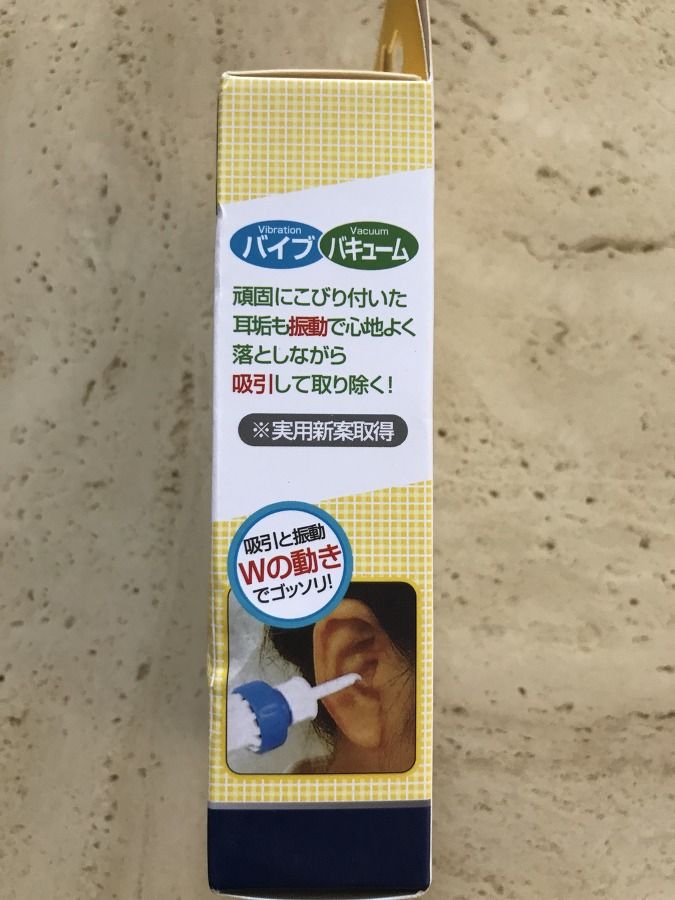 Vibration
バイブ
Vacuum
バキューム
頑固にこびり付いた
耳垢も振動で心地よく
落としながら
吸引して取り除く!
※実用新案取得
吸引と振動
Wの動き
でゴッソリ!